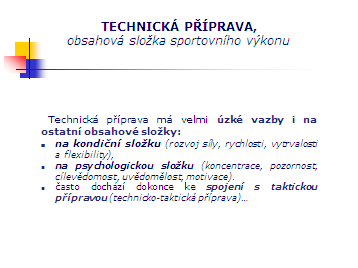 TECHNICKÁ PŘÍPRAVA,
obsahová složka sportovního výkonu
Technická příprava má velmi úzké vazby i na
ostatní obsahové složky:
na kondiční složku (rozvoj síly, rychlosti, vytrvalosti
a flexibility),
na psychologickou složku (koncentrace, pozornost,
cílevědomost, uvědomělost, motivace).
často dochází dokonce ke spojení s taktickou
přípravou (technicko-taktická příprava)...